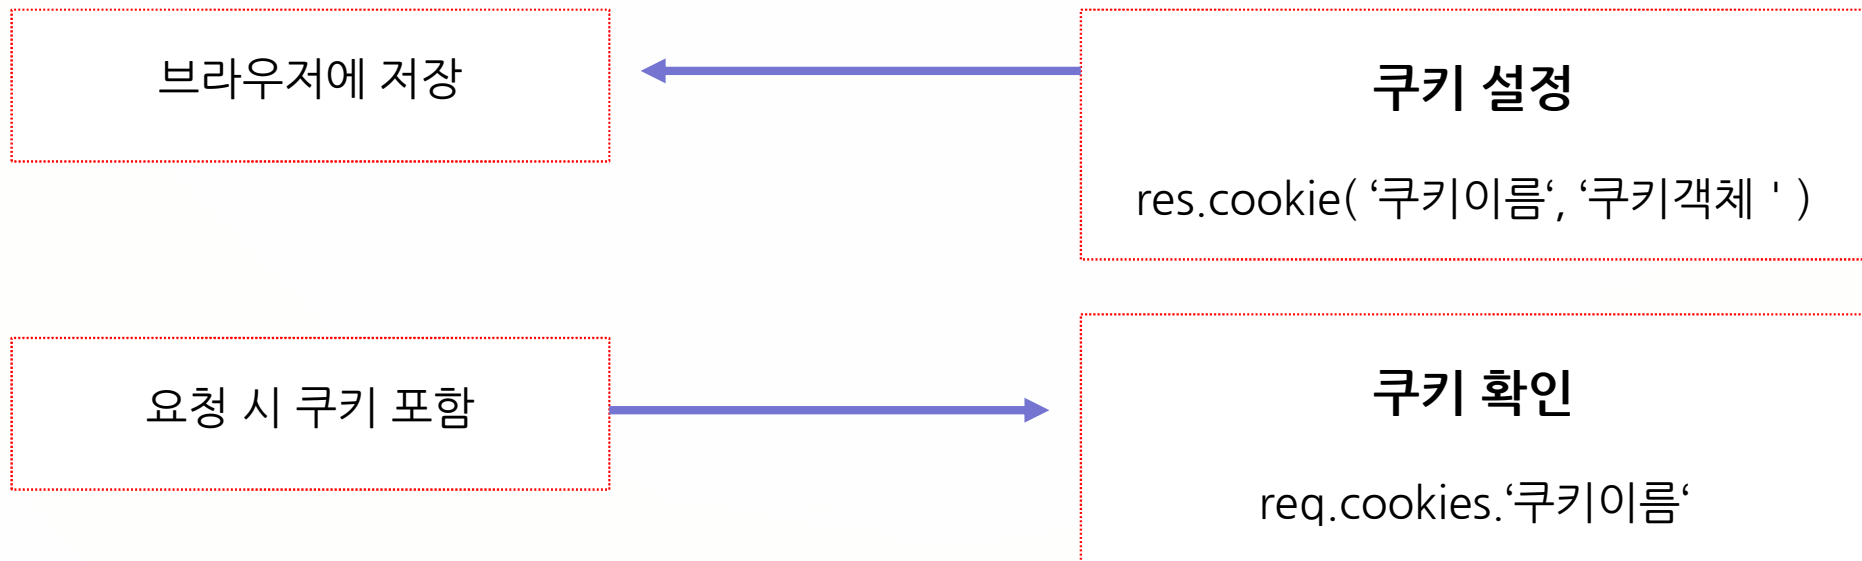 브라우저에 저장
쿠키 설정
res.cookie( ‘쿠키이름‘, ‘쿠키객체 ' )
요청 시 쿠키 포함
쿠키 확인
req.cookies.‘쿠키이름‘